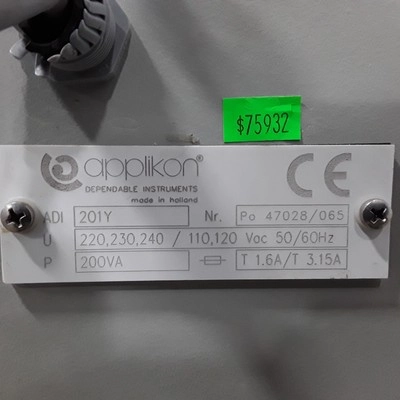 $75932
applikon®
DEPENDABLE INSTRUMENTS
made in holland
CE
ADI 201Y Nr. Pa 47028/065
U 220,230,240 / 110,120 Vac 50/60Hz
P 200VA T 1.6A/T 3.15A